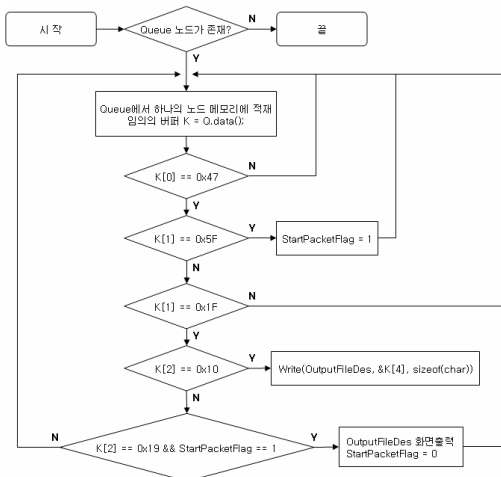 시 작
Queue 노드가 존재?
N
끝
Y
Queue에서 하나의 노드 메모리에 적재
임의의 버퍼 K = Q.data();
K[0] == 0x47
N
Y
K[1] == 0x5F
Y
StartPacketFlag = 1
N
K[1] == 0x1F
N
Y
K[2] == 0x10
Y
Write(OutputFileDes, &K[4], sizeof(char))
N
N
K[2] == 0x19 && StartPacketFlag == 1
Y
OutputFileDes 화면출력
StartPacketFlag = 0